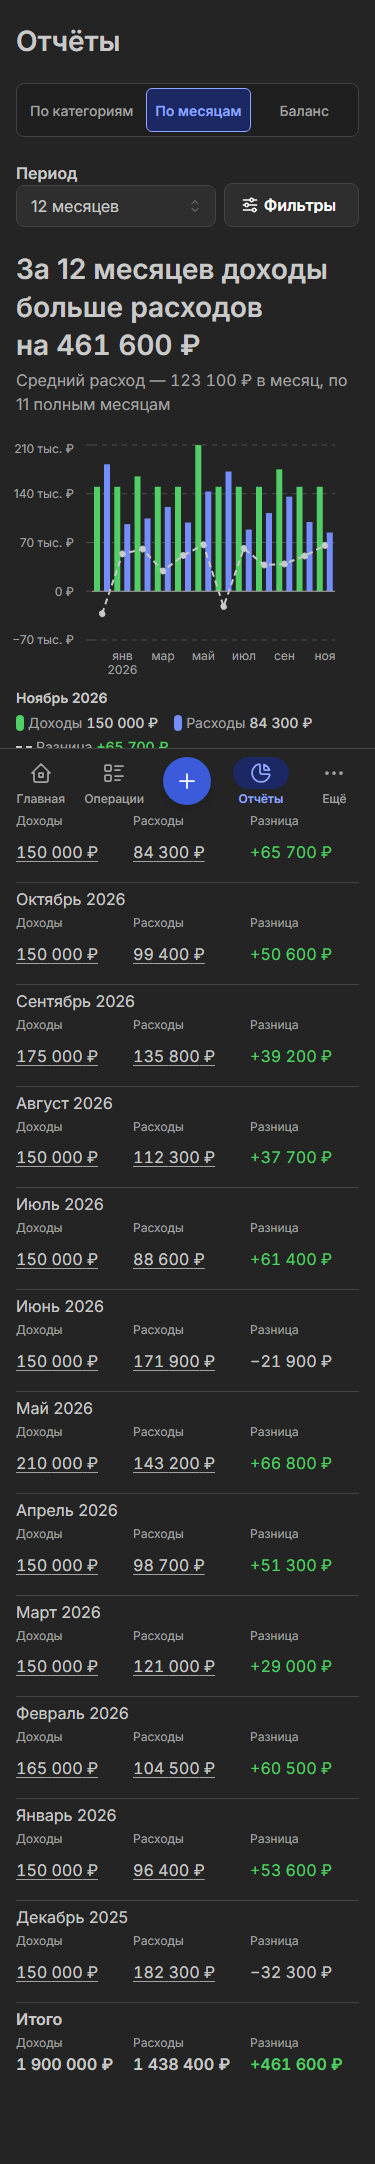 Отчёты
По категориям По месяцам Баланс
Период
12 месяцев Фильтры
За 12 месяцев доходы
больше расходов
на 461 600 ₽
Средний расход — 123 100 ₽ в месяц, по
11 полным месяцам
210 тыс. ₽
140 тыс. ₽
70 тыс. ₽
0 ₽
−70 тыс. ₽
янв мар май июл сен ноя
2026
Ноябрь 2026
Доходы 150 000 ₽ Расходы 84 300 ₽
Разница +65 700 ₽
Главная Операции Отчёты Ещё
Доходы Расходы Разница
150 000 ₽ 84 300 ₽ +65 700 ₽
Октябрь 2026
Доходы Расходы Разница
150 000 ₽ 99 400 ₽ +50 600 ₽
Сентябрь 2026
Доходы Расходы Разница
175 000 ₽ 135 800 ₽ +39 200 ₽
Август 2026
Доходы Расходы Разница
150 000 ₽ 112 300 ₽ +37 700 ₽
Июль 2026
Доходы Расходы Разница
150 000 ₽ 88 600 ₽ +61 400 ₽
Июнь 2026
Доходы Расходы Разница
150 000 ₽ 171 900 ₽ −21 900 ₽
Май 2026
Доходы Расходы Разница
210 000 ₽ 143 200 ₽ +66 800 ₽
Апрель 2026
Доходы Расходы Разница
150 000 ₽ 98 700 ₽ +51 300 ₽
Март 2026
Доходы Расходы Разница
150 000 ₽ 121 000 ₽ +29 000 ₽
Февраль 2026
Доходы Расходы Разница
165 000 ₽ 104 500 ₽ +60 500 ₽
Январь 2026
Доходы Расходы Разница
150 000 ₽ 96 400 ₽ +53 600 ₽
Декабрь 2025
Доходы Расходы Разница
150 000 ₽ 182 300 ₽ −32 300 ₽
Итого
Доходы Расходы Разница
1 900 000 ₽ 1 438 400 ₽ +461 600 ₽